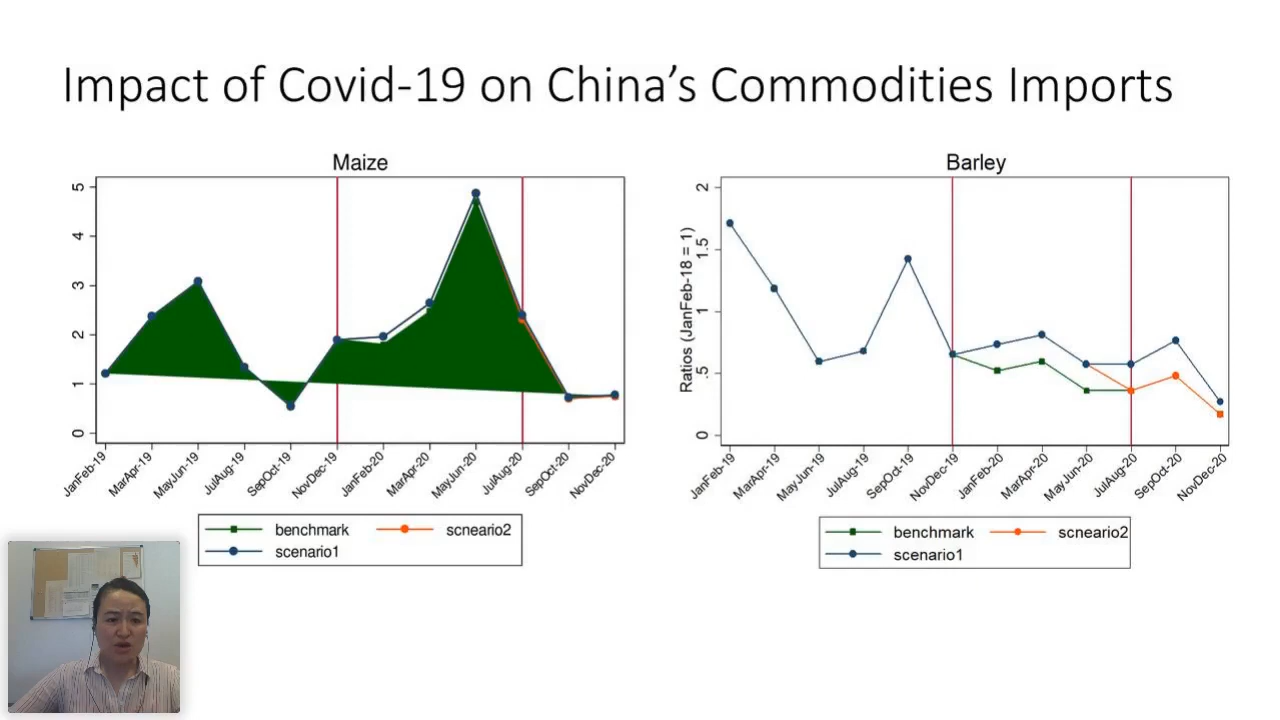 Impact of Covid-19 on China's Commodities Imports
Maize
5
4
3
2
1
0
JanFeb-19
MarApr-19
MayJun-19
JulAug-19
SepOct-19
NovDec-19
JanFeb-20
MarApr-20
MayJun-20
JulAug-20
SepOct-20
NovDec-20
benchmark
scneario2
scenario1
Barley
Ratios (JanFeb-18 = 1)
2
1.5
1
.5
0
JanFeb-19
MarApr-19
MayJun-19
JulAug-19
SepOct-19
NovDec-19
JanFeb-20
MarApr-20
MayJun-20
JulAug-20
SepOct-20
NovDec-20
benchmark
scneario2
scenario1